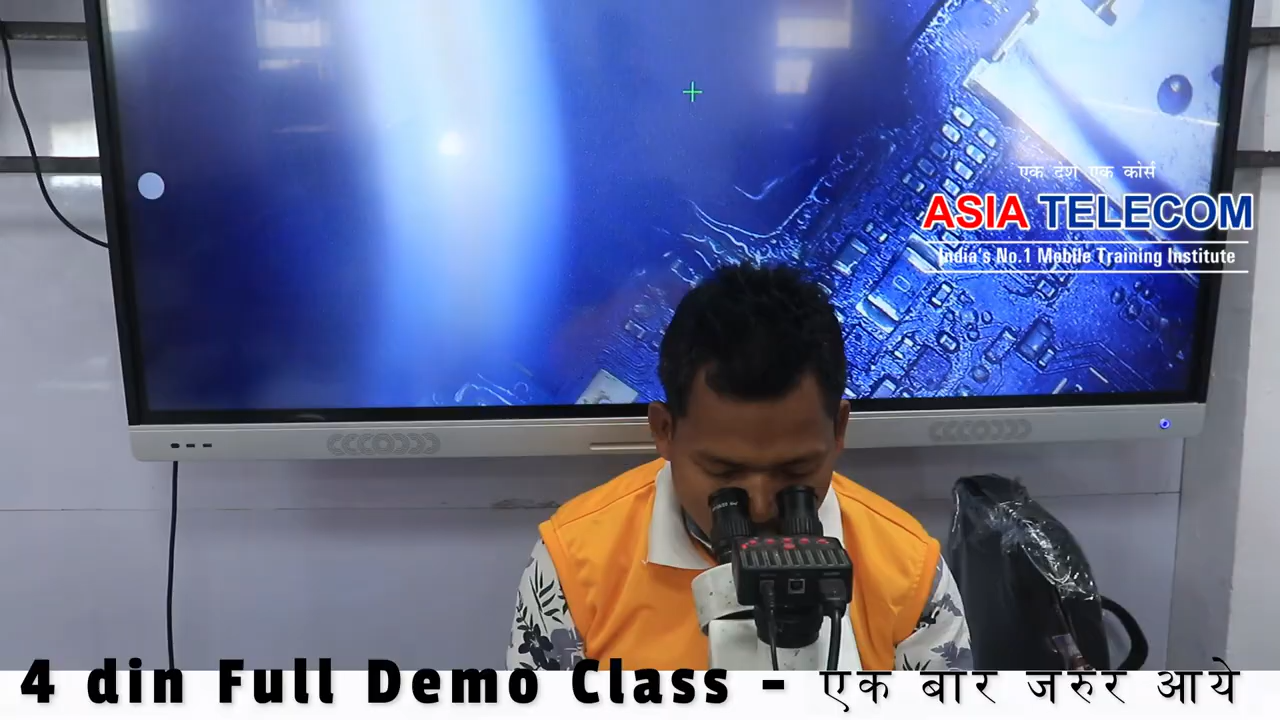 एक देश एक कोर्स
ASIA TELECOM
India's No.1 Mobile Training Institute
4 din Full Demo Class - एक बार जरुर आये